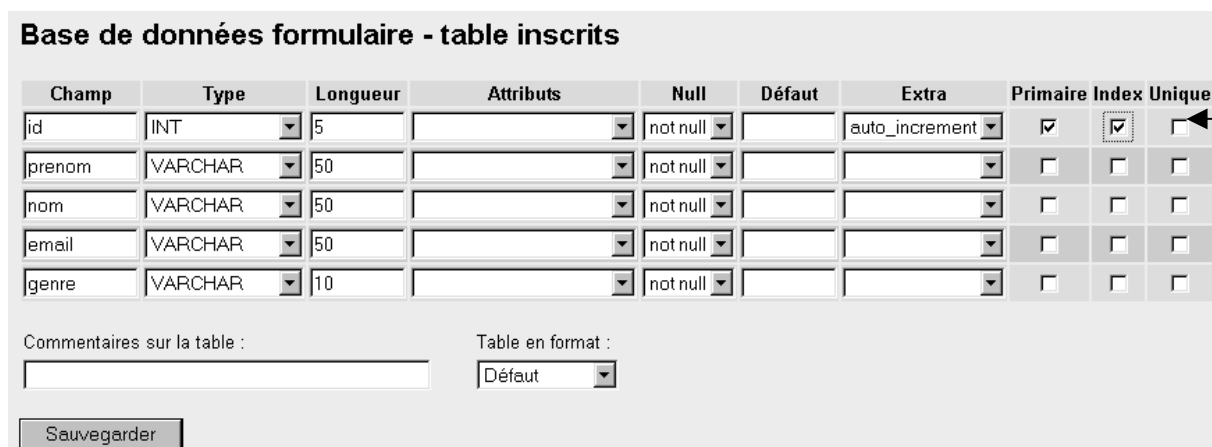 Base de données formulaire - table inscrits
Champ Type Longueur Attributs Null Défaut Extra Primaire Index Unique
id INT 5 not null auto_increment
prenom VARCHAR 50 not null
nom VARCHAR 50 not null
email VARCHAR 50 not null
genre VARCHAR 10 not null
Commentaires sur la table : Table en format :
Défaut
Sauvegarder